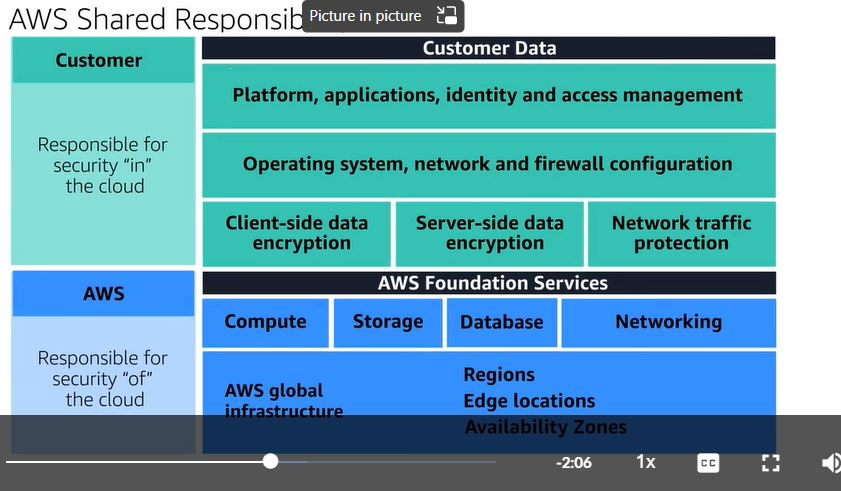 AWS Shared Responsib
Picture in picture
Customer
Customer Data
Platform, applications, identity and access management
Responsible for
security “in”
the cloud
Operating system, network and firewall configuration
Client-side data
encryption
Server-side data
encryption
Network traffic
protection
AWS
AWS Foundation Services
Compute
Storage
Database
Networking
Responsible for
security “of”
the cloud
AWS global
infrastructure
Regions
Edge locations
Availability Zones
-2:06
1x
CC